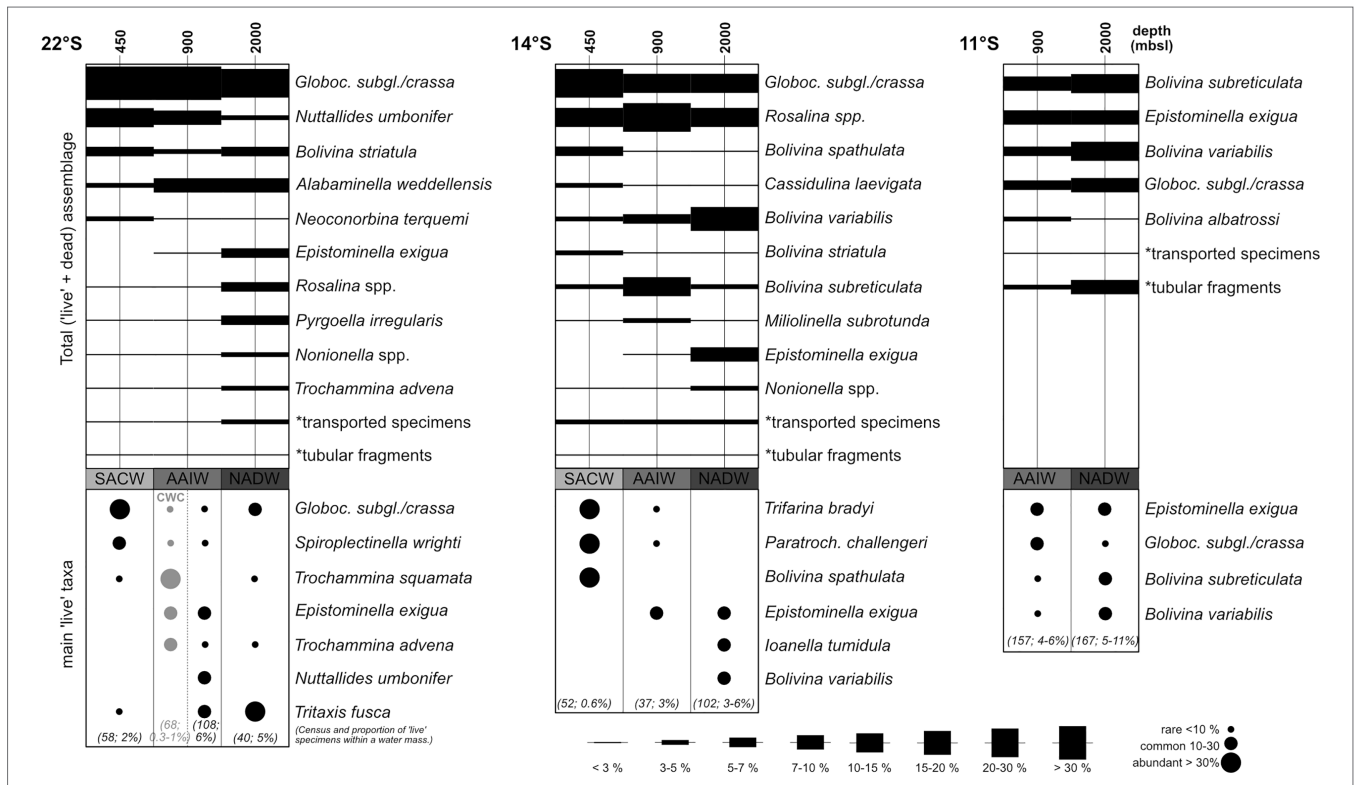 22°S
450
900
2000
14°S
450
900
2000
11°S
900
2000
depth
(mbsl)
Total ('live' + dead) assemblage
Globoc. subgl./crassa
Nuttallides umbonifer
Bolivina striatula
Alabaminella weddellensis
Neoconorbina terquemi
Epistominella exigua
Rosalina spp.
Pyrgoella irregularis
Nonionella spp.
Trochammina advena
*transported specimens
*tubular fragments
Globoc. subgl./crassa
Rosalina spp.
Bolivina spathulata
Cassidulina laevigata
Bolivina variabilis
Bolivina striatula
Bolivina subreticulata
Miliolinella subrotunda
Epistominella exigua
Nonionella spp.
*transported specimens
*tubular fragments
Bolivina subreticulata
Epistominella exigua
Bolivina variabilis
Globoc. subgl./crassa
Bolivina albatrossi
*transported specimens
*tubular fragments
SACW
AAIW
NADW
SACW
AAIW
NADW
AAIW
NADW
main 'live' taxa
CWC
Globoc. subgl./crassa
Spiroplectinella wrighti
Trochammina squamata
Epistominella exigua
Trochammina advena
Nuttallides umbonifer
Tritaxis fusca
(Census and proportion of 'live'
specimens within a water mass.)
(58; 2%)
(68;
0.3-1%)
(108;
6%)
(40; 5%)
Trifarina bradyi
Paratroch. challengeri
Bolivina spathulata
Epistominella exigua
Ioanella tumidula
Bolivina variabilis
(52; 0.6%)
(37; 3%)
(102; 3-6%)
Epistominella exigua
Globoc. subgl./crassa
Bolivina subreticulata
Bolivina variabilis
(157; 4-6%)
(167; 5-11%)
< 3 %
3-5 %
5-7 %
7-10 %
10-15 %
15-20 %
20-30 %
> 30 %
rare <10 %
common 10-30
abundant > 30%